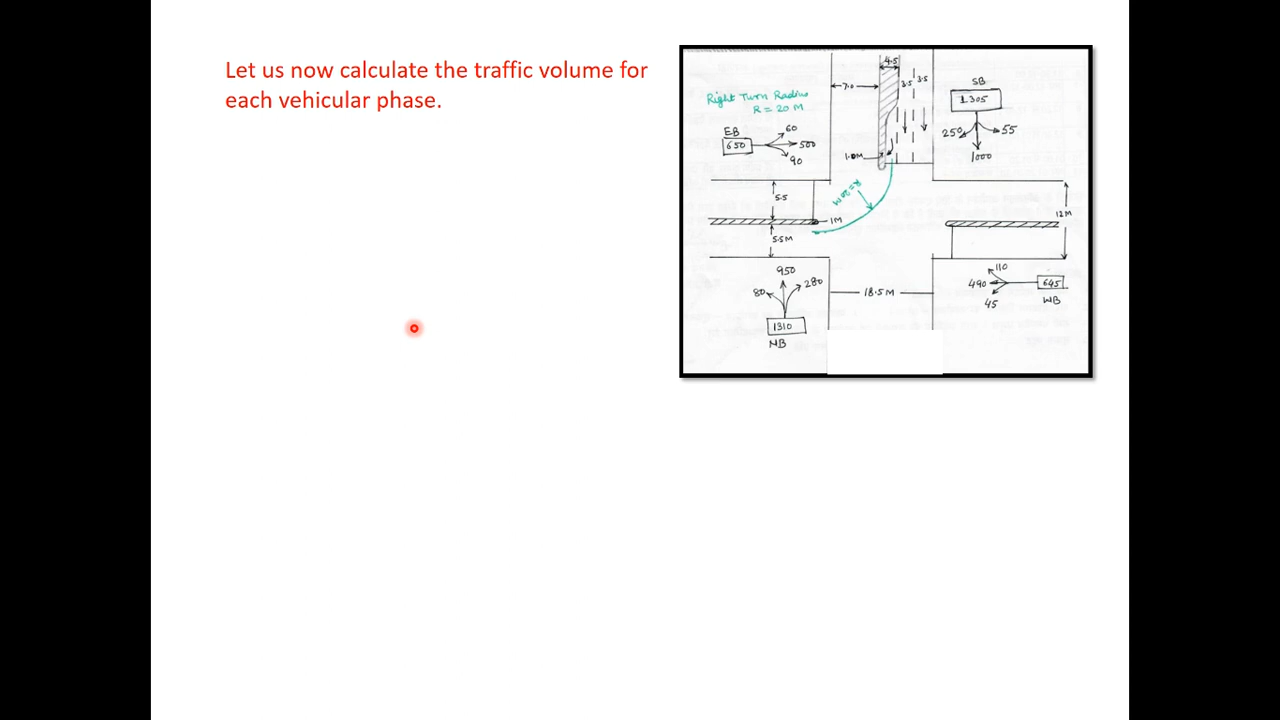 Let us now calculate the traffic volume for
each vehicular phase.
4.5
7.0
3.5
3.5
SB
1305
250
55
1000
Right Turn Radius
R = 20 M
EB
650
60
500
90
1.0M
R=20M
5.5
1M
12M
5.5M
950
80
280
1310
NB
18.5M
110
490
645
45
WB